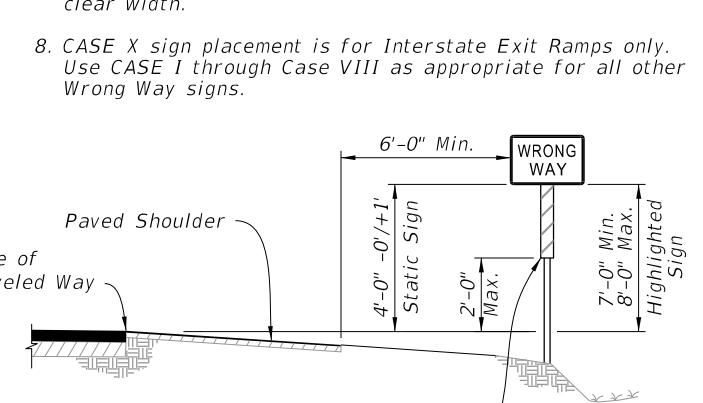 clear width.
8. CASE X sign placement is for Interstate Exit Ramps only.
Use CASE I through Case VIII as appropriate for all other
Wrong Way signs.
6'-0" Min.
WRONG
WAY
Paved Shoulder
e of
veled Way
4'-0" -0'/+1'
Static Sign
2'-0"
Max.
7'-0" Min.
8'-0" Max.
Highlighted
Sign